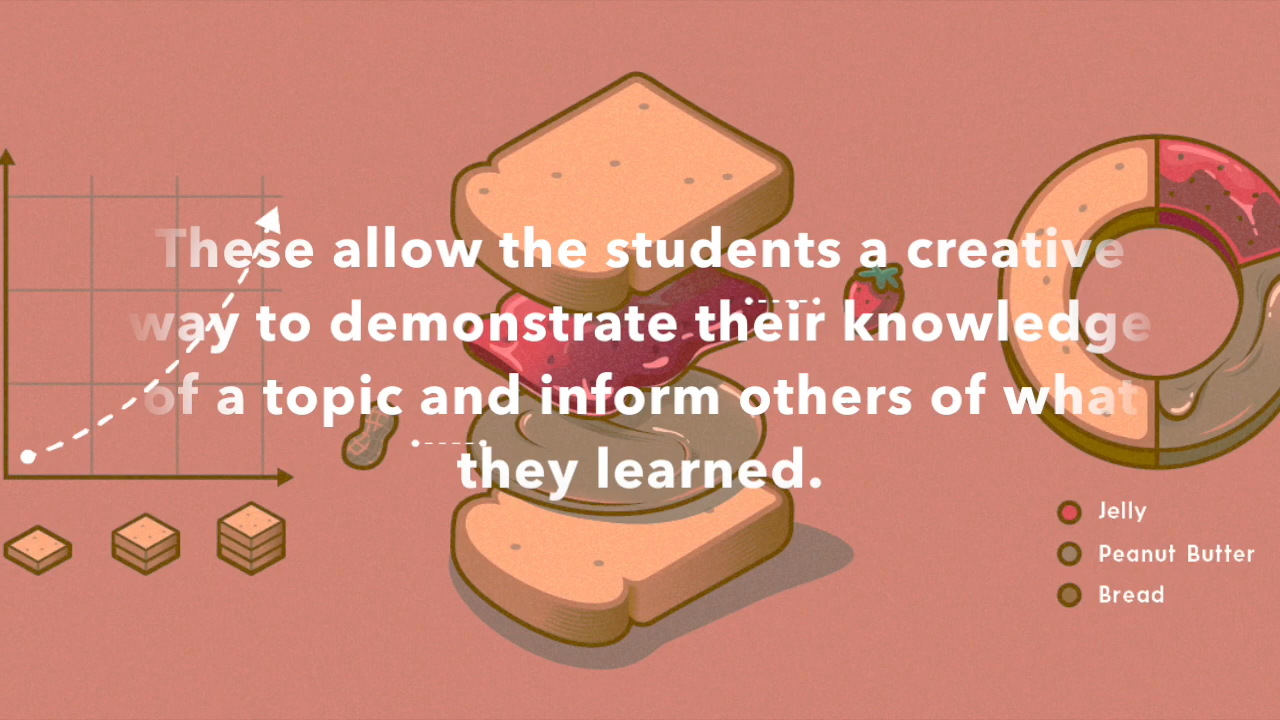 These allow the students a creative
way to demonstrate their knowledge
of a topic and inform others of what
they learned.
Jelly
Peanut Butter
Bread